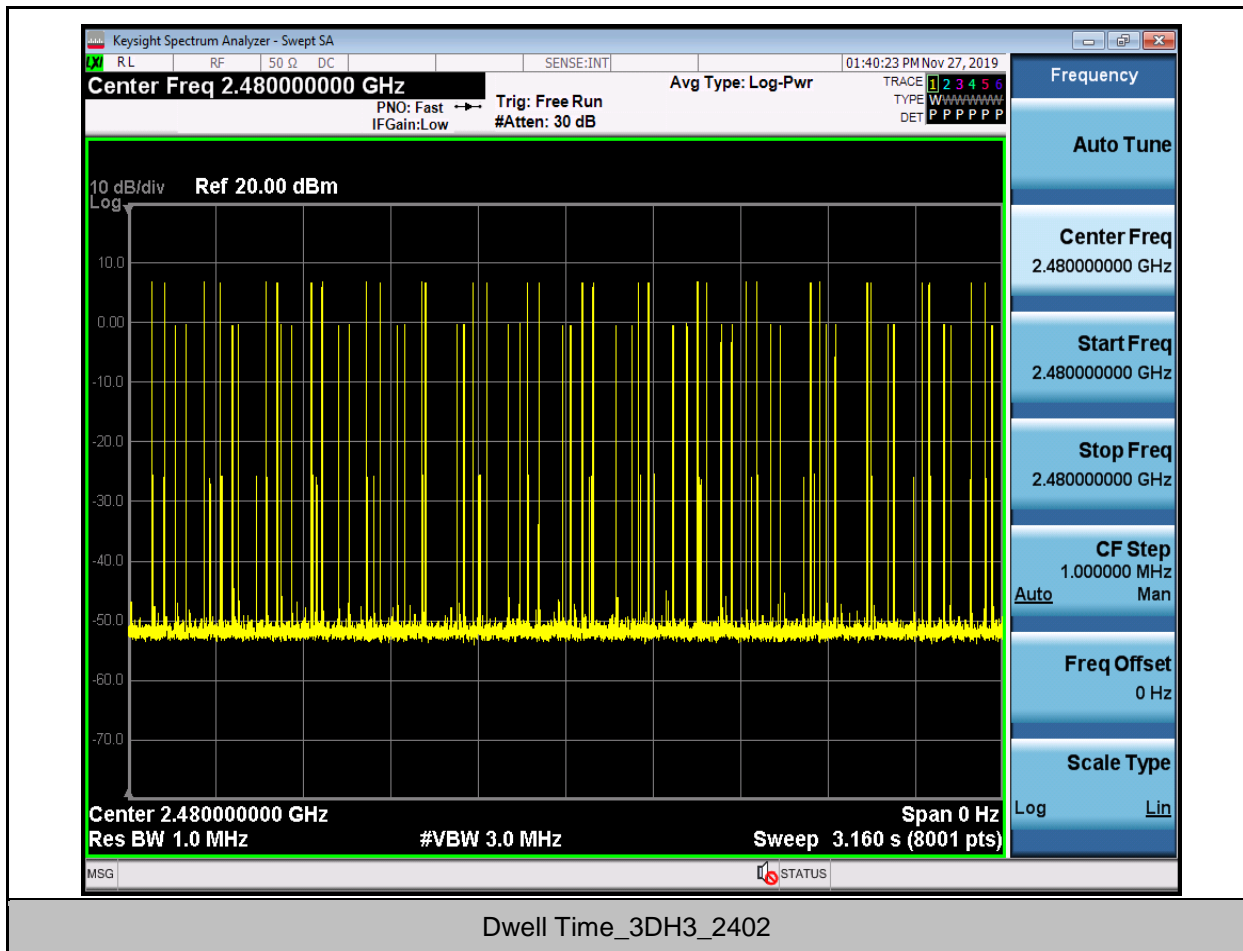 Keysight Spectrum Analyzer - Swept SA
LXI RL RF 50 Ω DC SENSE:INT 01:40:23 PM Nov 27, 2019
Center Freq 2.480000000 GHz Avg Type: Log-Pwr TRACE 1 2 3 4 5 6
PNO: Fast Trig: Free Run TYPE WWWWWW
IFGain:Low #Atten: 30 dB DET P P P P P P
Frequency
Auto Tune
10 dB/div Ref 20.00 dBm
Log
10.0
0.00
-10.0
-20.0
-30.0
-40.0
-50.0
-60.0
-70.0
Center Freq
2.480000000 GHz
Start Freq
2.480000000 GHz
Stop Freq
2.480000000 GHz
CF Step
1.000000 MHz
Auto Man
Freq Offset
0 Hz
Scale Type
Log Lin
Center 2.480000000 GHz Span 0 Hz
Res BW 1.0 MHz #VBW 3.0 MHz Sweep 3.160 s (8001 pts)
MSG STATUS
Dwell Time_3DH3_2402